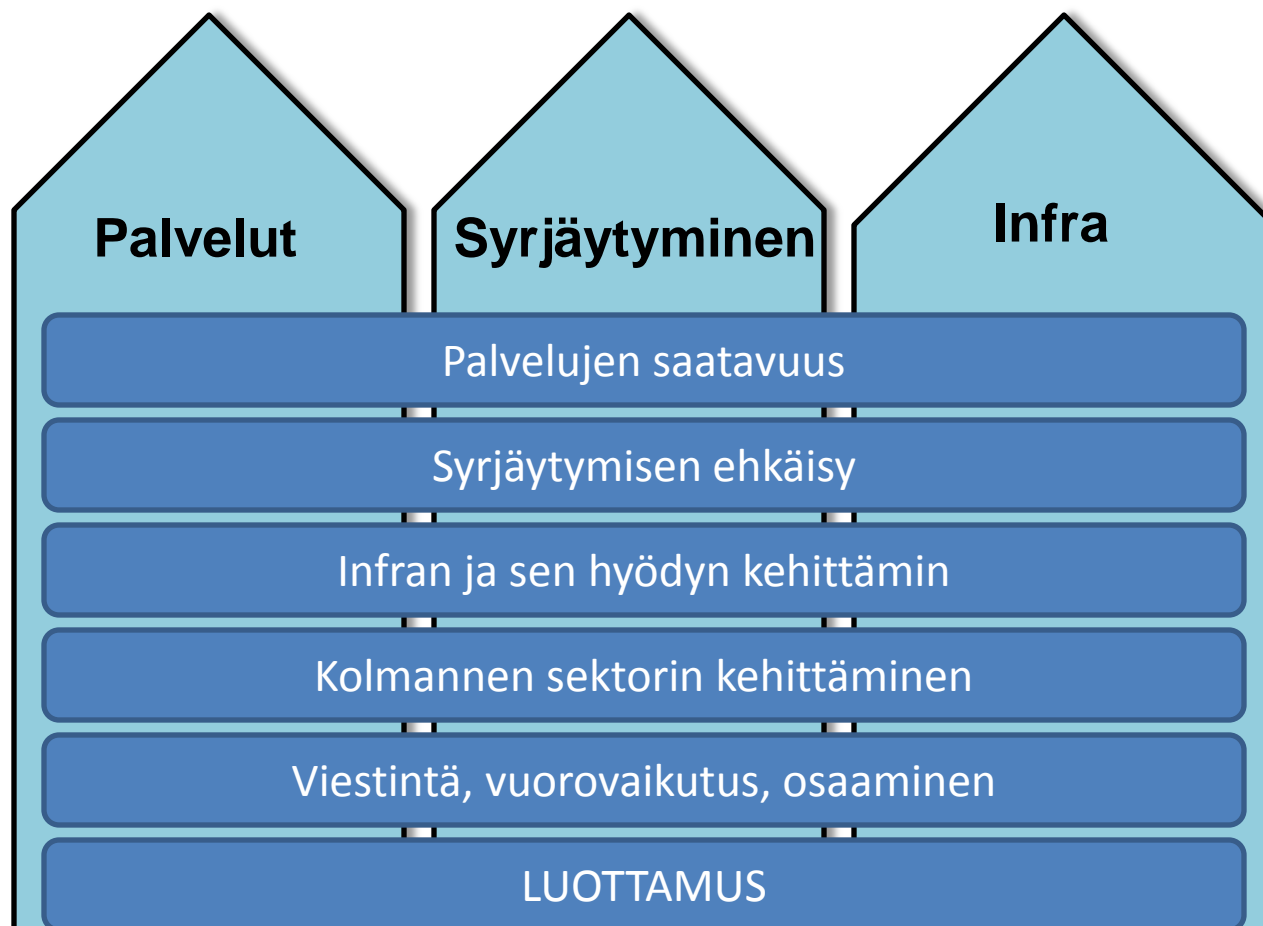 Palvelut
Syrjäytyminen
Infra
Palvelujen saatavuus
Syrjäytymisen ehkäisy
Infran ja sen hyödyn kehittämin
Kolmannen sektorin kehittäminen
Viestintä, vuorovaikutus, osaaminen
LUOTTAMUS